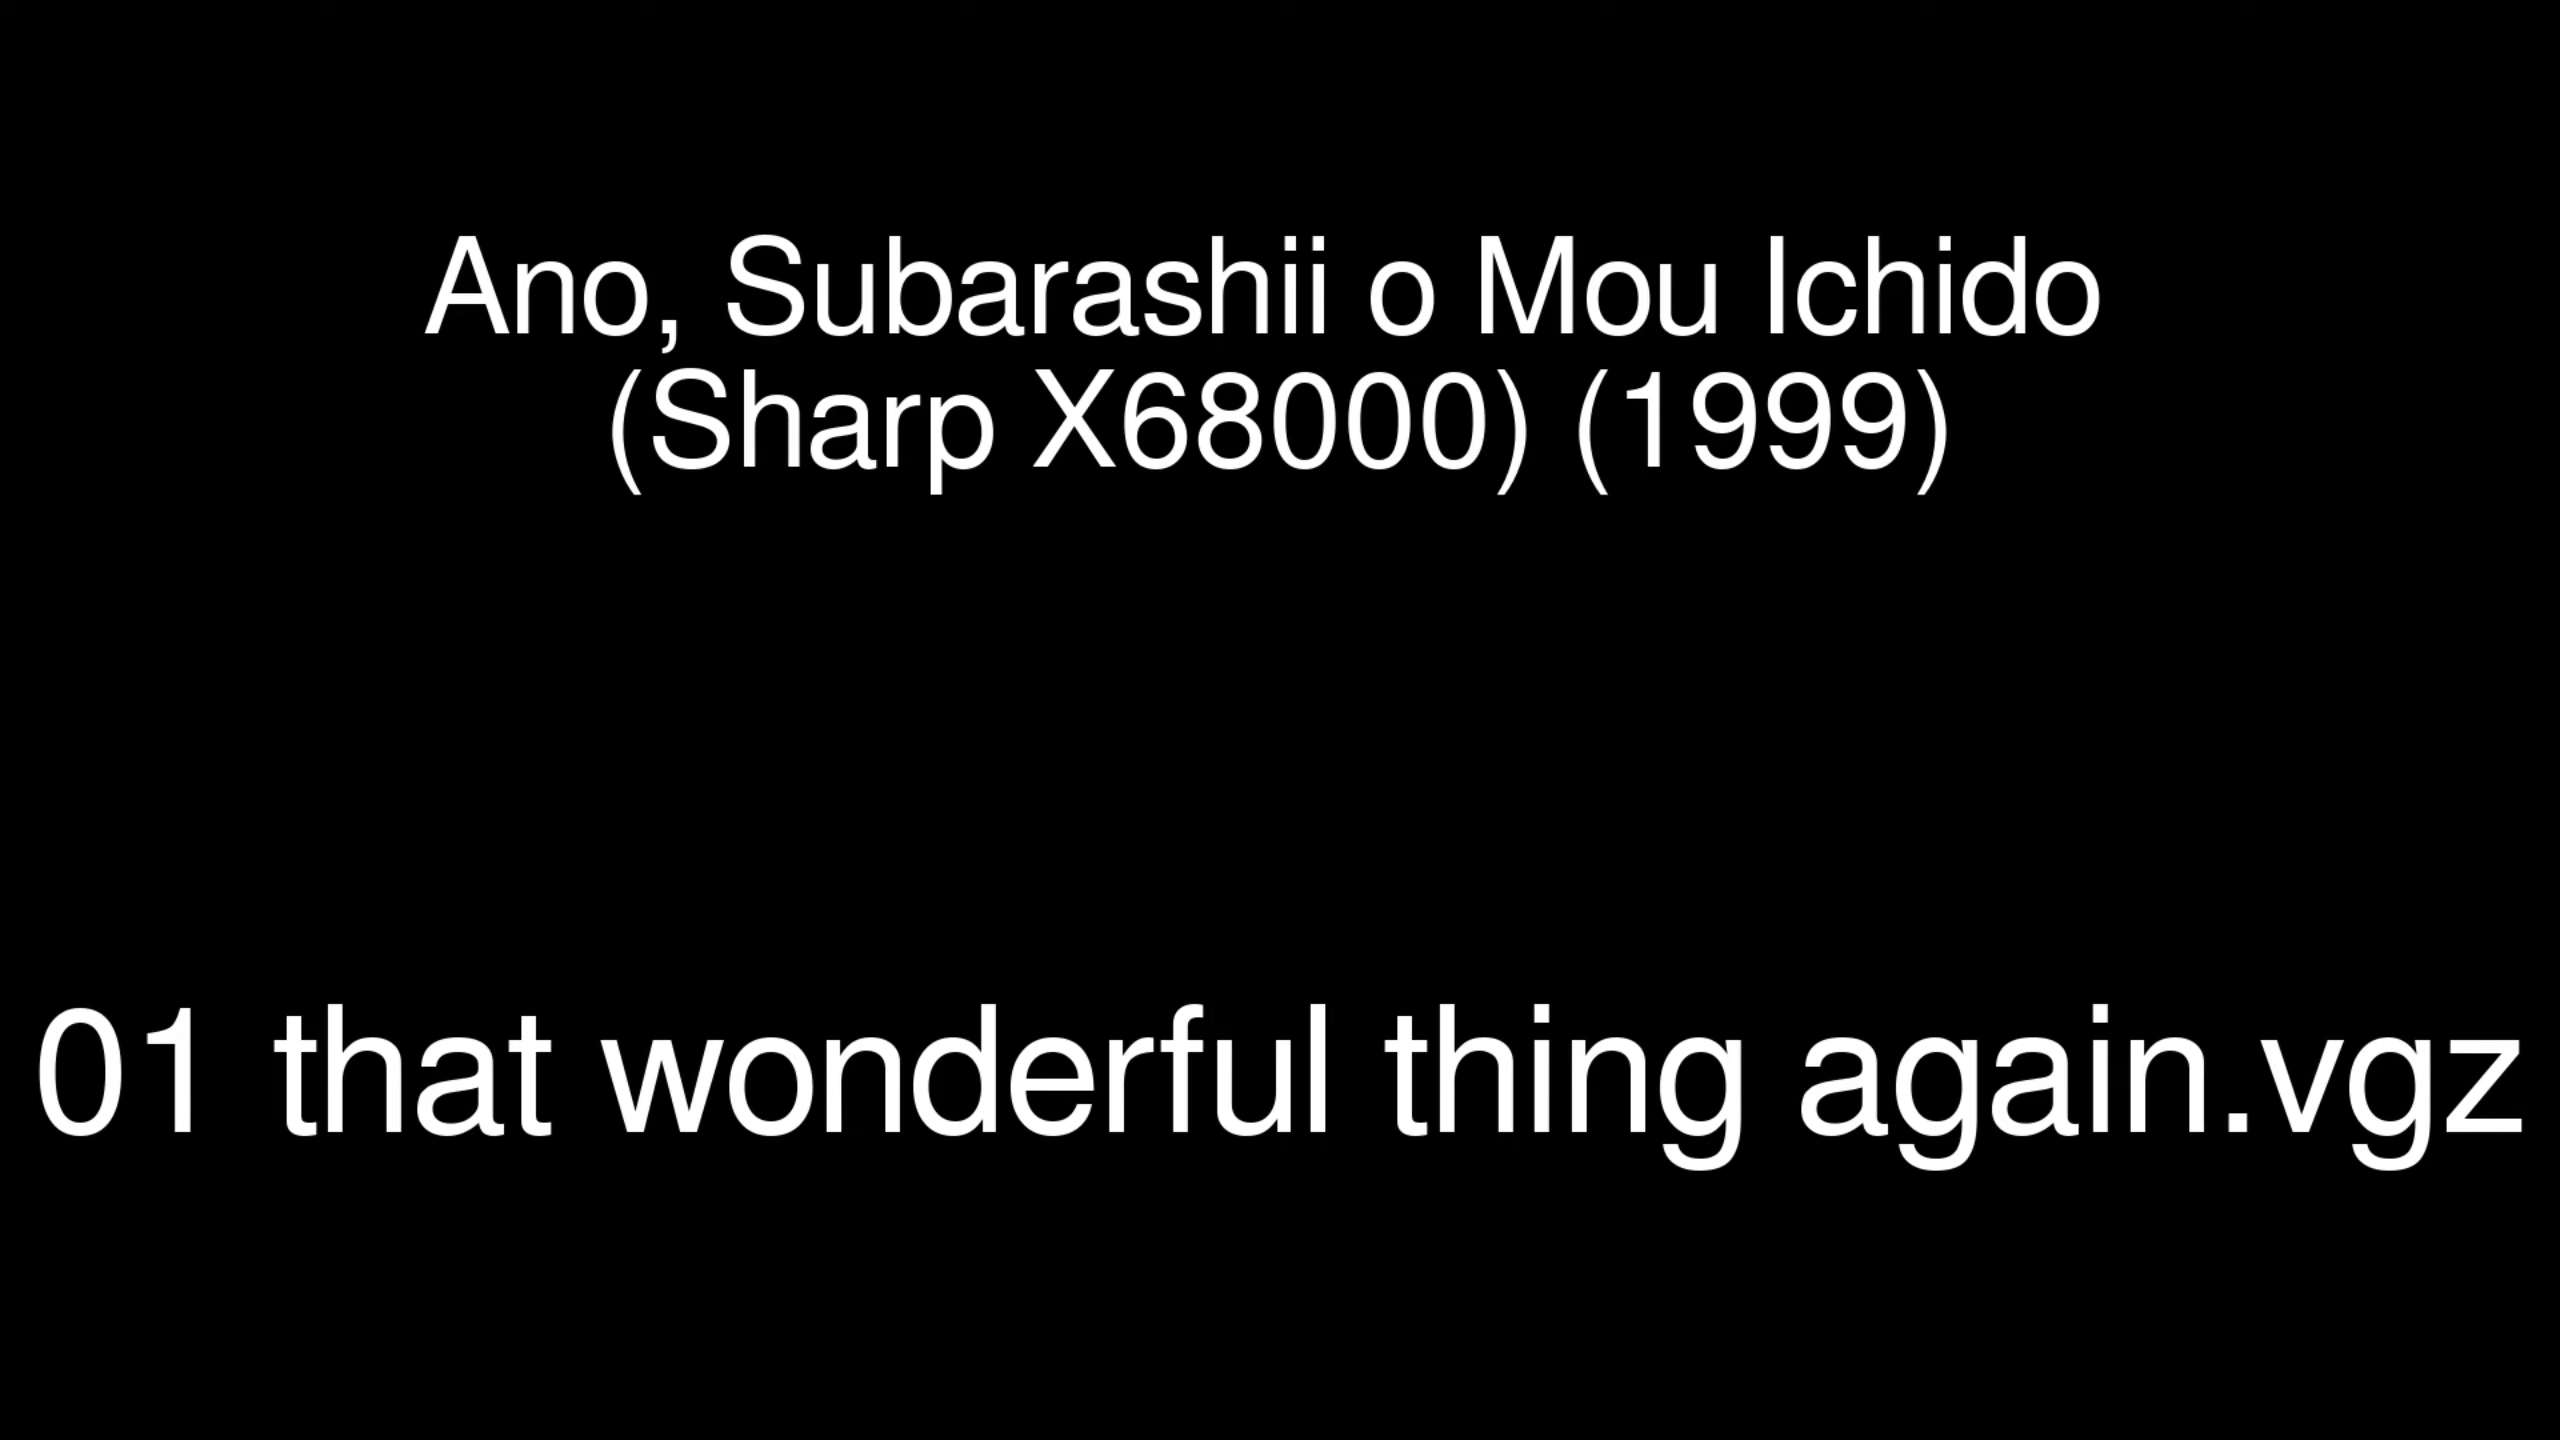 Ano, Subarashii o Mou Ichido
(Sharp X68000) (1999)
01 that wonderful thing again.vgz